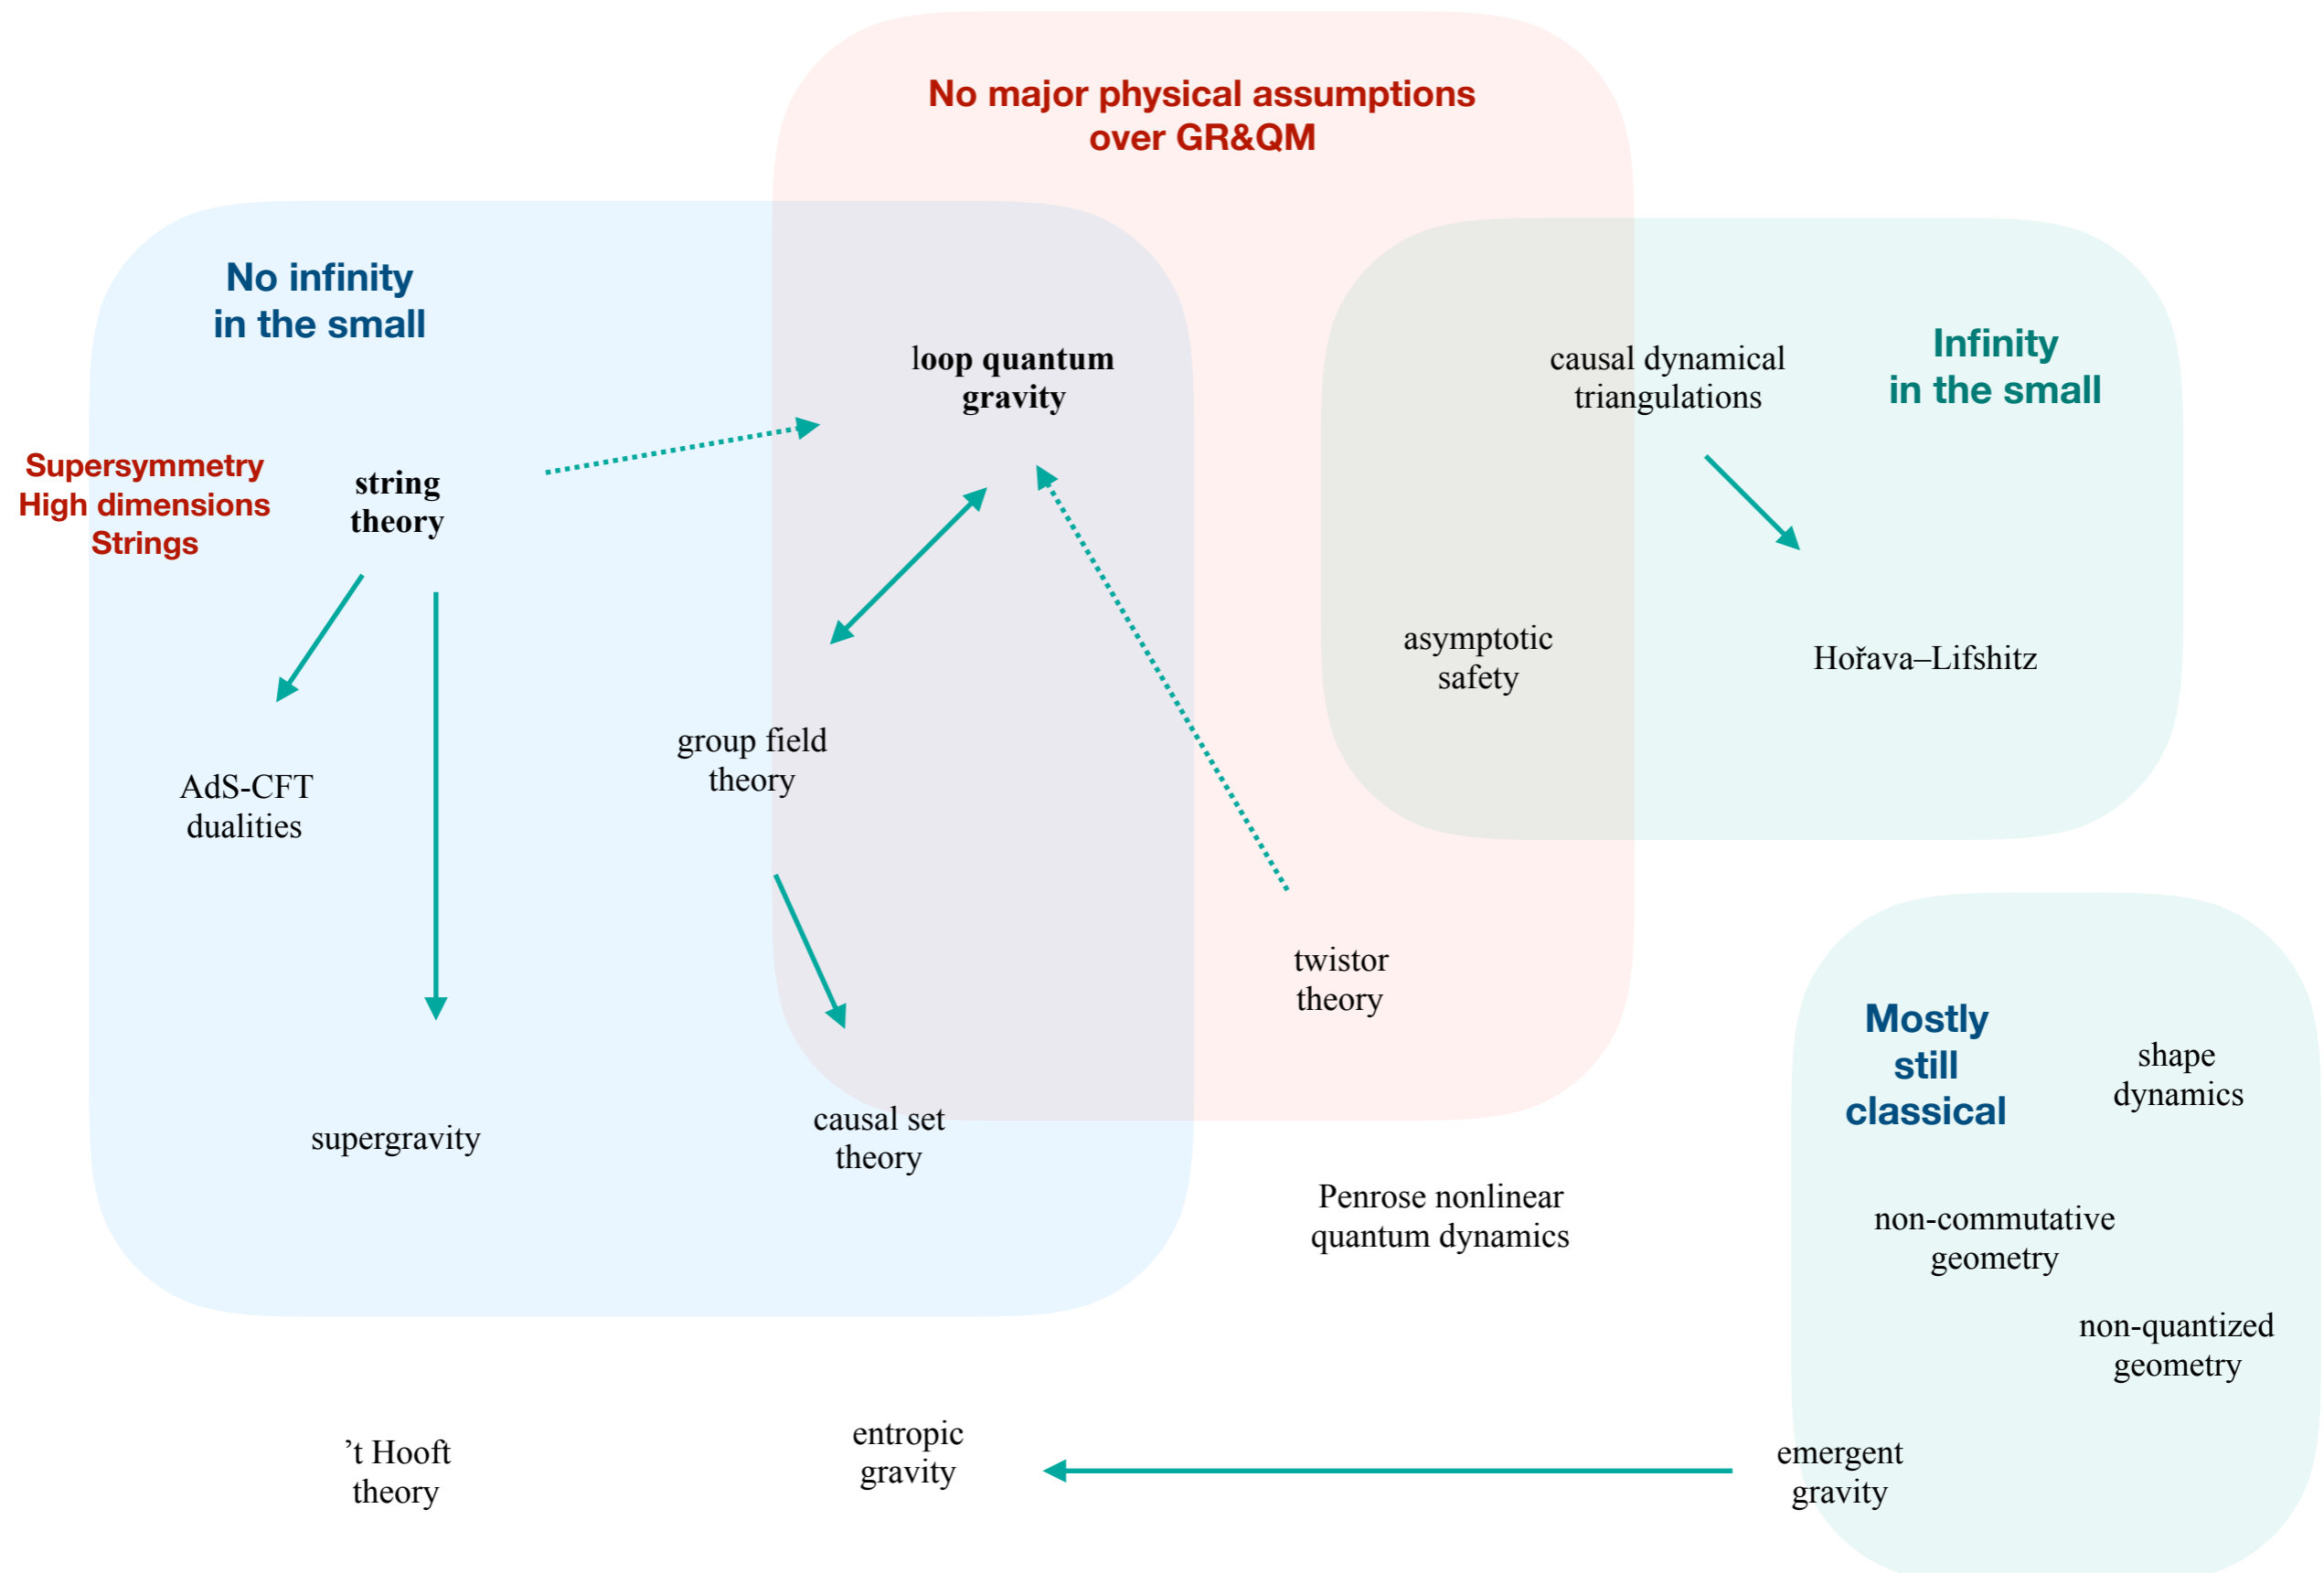 No major physical assumptions
over GR&QM
No infinity
in the small
loop quantum
gravity
causal dynamical
triangulations
Infinity
in the small
Supersymmetry
High dimensions
Strings
string
theory
asymptotic
safety
Hořava–Lifshitz
group field
theory
AdS-CFT
dualities
twistor
theory
Mostly
still
classical
shape
dynamics
supergravity
causal set
theory
Penrose nonlinear
quantum dynamics
non-commutative
geometry
non-quantized
geometry
’t Hooft
theory
entropic
gravity
emergent
gravity